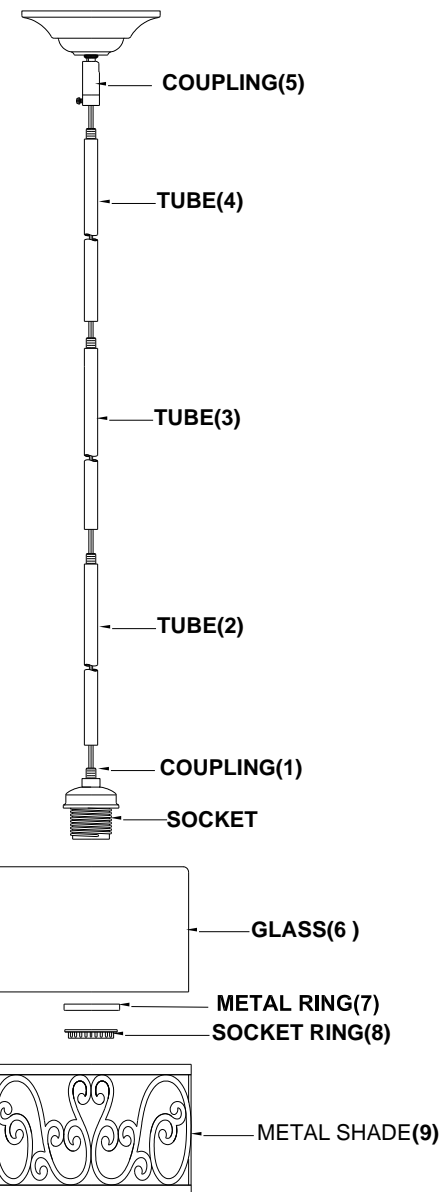 COUPLING(5)
TUBE(4)
TUBE(3)
TUBE(2)
COUPLING(1)
SOCKET
GLASS(6 )
METAL RING(7)
SOCKET RING(8)
METAL SHADE(9)